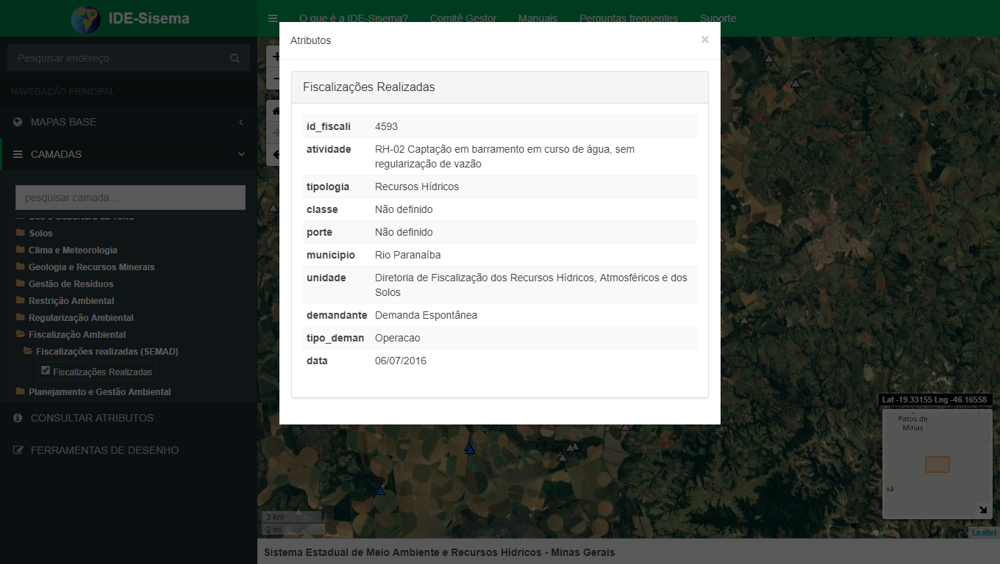 IDE-Sisema
O que é a IDE-Sisema?
Comitê Gestor
Manuais
Perguntas frequentes
Suporte
Pesquisar endereço
NAVEGAÇÃO PRINCIPAL
MAPAS BASE
CAMADAS
pesquisar camada...
Uso e Cobertura da Terra
Solos
Clima e Meteorologia
Geologia e Recursos Minerais
Gestão de Resíduos
Restrição Ambiental
Regularização Ambiental
Fiscalização Ambiental
Fiscalizações realizadas (SEMAD)
Fiscalizações Realizadas
Planejamento e Gestão Ambiental
CONSULTAR ATRIBUTOS
FERRAMENTAS DE DESENHO
Atributos
×
Fiscalizações Realizadas
id_fiscali 4593
atividade RH-02 Captação em barramento em curso de água, sem
regularização de vazão
tipologia Recursos Hídricos
classe Não definido
porte Não definido
municipio Rio Paranaíba
unidade Diretoria de Fiscalização dos Recursos Hídricos, Atmosféricos e dos
Solos
demandante Demanda Espontânea
tipo_deman Operacao
data 06/07/2016
Lat -19.33155 Lng -46.16558
Patos de
Minas
xá
3 km
2 mi
Leaflet
Sistema Estadual de Meio Ambiente e Recursos Hídricos - Minas Gerais